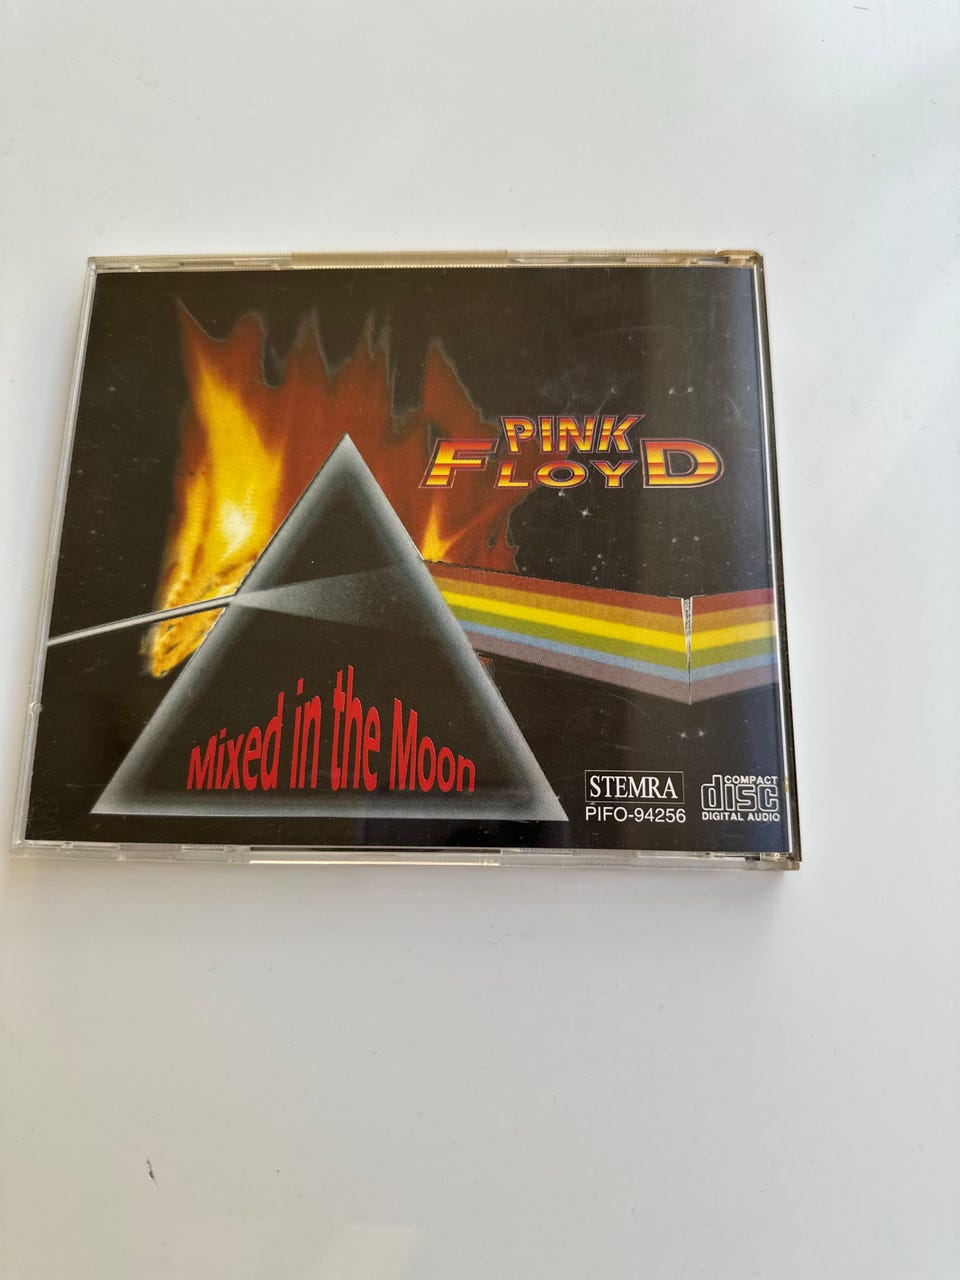 PINK
FLOYD
Mixed in the Moon
STEMRA
PIFO-94256
COMPACT
disc
DIGITAL AUDIO